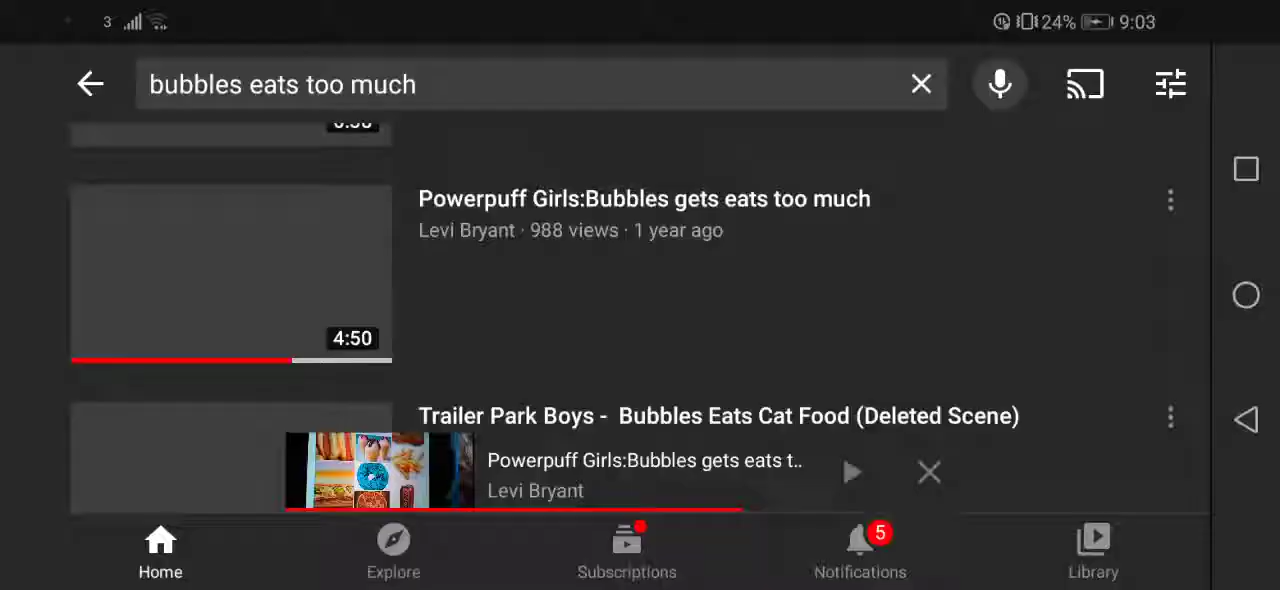 3 24% 9:03
bubbles eats too much
Powerpuff Girls:Bubbles gets eats too much
Levi Bryant · 988 views · 1 year ago
4:50
Trailer Park Boys -  Bubbles Eats Cat Food (Deleted Scene)
Powerpuff Girls:Bubbles gets eats t..
Levi Bryant
5
Home Explore Subscriptions Notifications Library